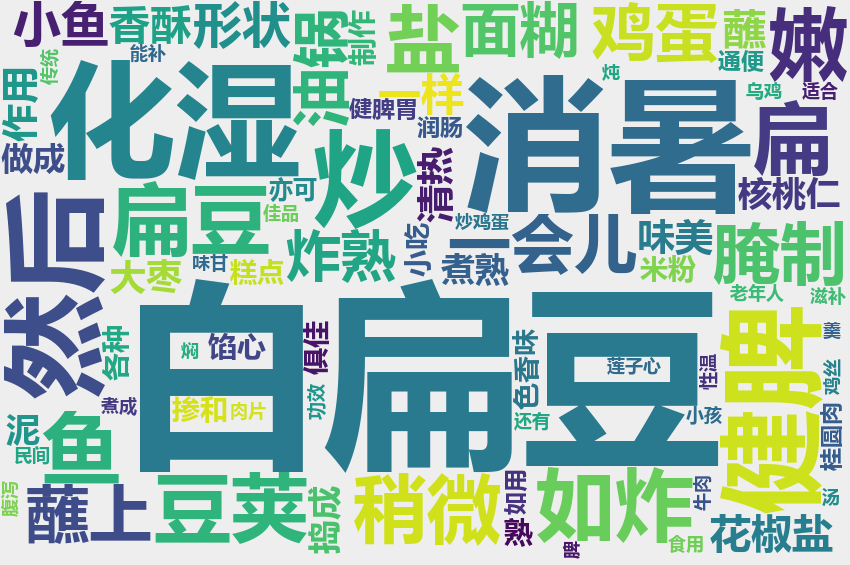 小鱼
香酥
形状
油锅
制作
盐
面糊
鸡蛋
蘸
嫩
传统
能补
通便
炖
乌鸡
适合
作用
化湿
健脾胃
一样
润肠
消暑
扁
做成
清热
核桃仁
然后
扁豆
亦可
佳品
炒
炒鸡蛋
一会儿
味美
腌制
大枣
味甘
糕点
炸熟
小吃
煮熟
米粉
老年人
滋补
各种
焖
馅心
俱佳
白扁豆
色香味
莲子心
性温
健脾
羹
鸡丝
煮成
掺和
肉片
功效
还有
小孩
桂圆肉
泥
民间
鱼
腹泻
蘸上
豆荚
捣成
稍微
如用
熟
脾
如炸
牛肉
食用
花椒盐
汤